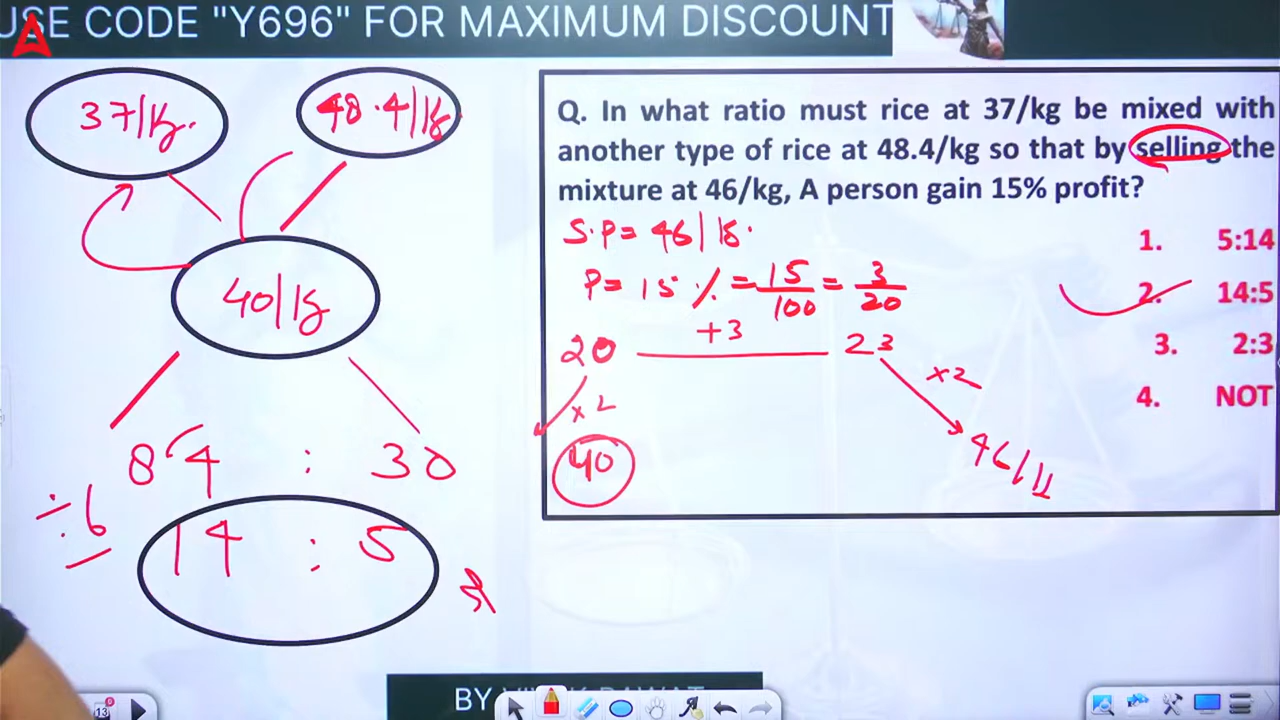 USE CODE "Y696" FOR MAXIMUM DISCOUNT
A
37/kg.
48.4/kg
40/kg
84 : 30
÷6
14 : 5
Q. In what ratio must rice at 37/kg be mixed with
another type of rice at 48.4/kg so that by selling the
mixture at 46/kg, A person gain 15% profit?
S.P = 46/kg.
P = 15 % = 15/100 = 3/20
+3
20 23
×2 ×2
40 46/
1. 5:14
2. 14:5
3. 2:3
4. NOT
BY
13